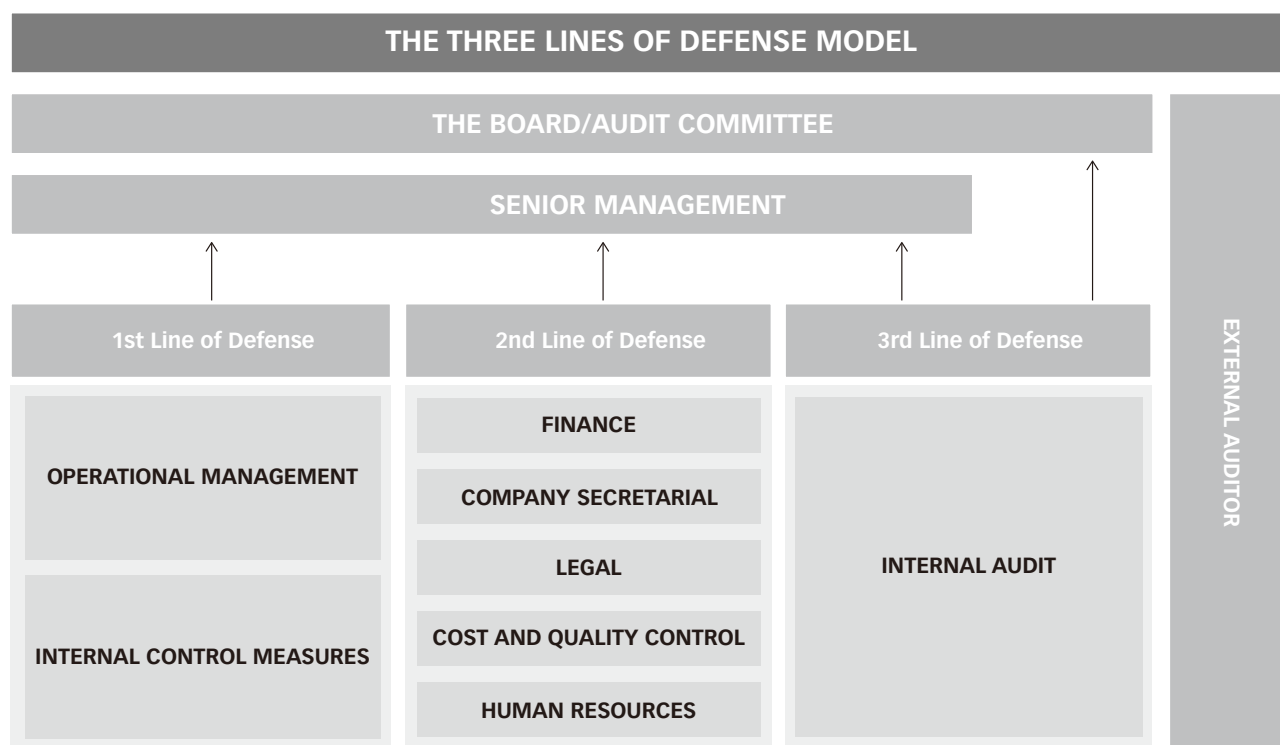 THE THREE LINES OF DEFENSE MODEL
THE BOARD/AUDIT COMMITTEE
SENIOR MANAGEMENT
1st Line of Defense
2nd Line of Defense
3rd Line of Defense
OPERATIONAL MANAGEMENT
INTERNAL CONTROL MEASURES
FINANCE
COMPANY SECRETARIAL
LEGAL
COST AND QUALITY CONTROL
HUMAN RESOURCES
INTERNAL AUDIT
EXTERNAL AUDITOR